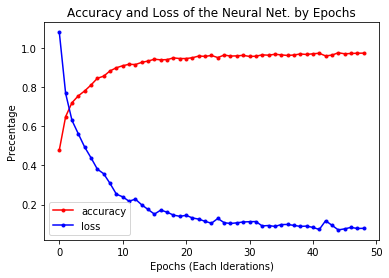 Accuracy and Loss of the Neural Net. by Epochs
Precentage
1.0
0.8
0.6
0.4
0.2
accuracy
loss
0
10
20
30
40
50
Epochs (Each Iderations)